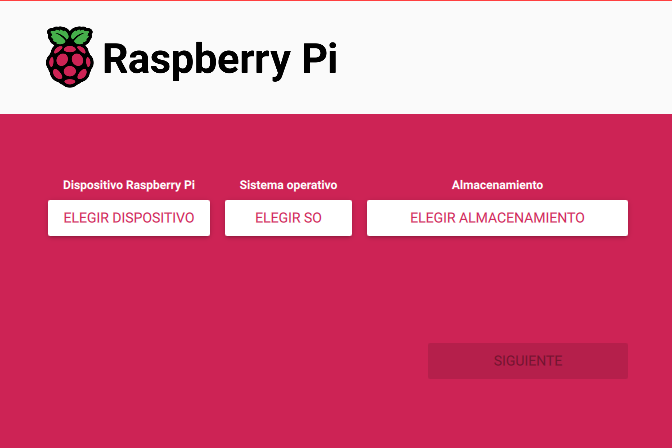 Raspberry Pi
Dispositivo Raspberry Pi
Sistema operativo
Almacenamiento
ELEGIR DISPOSITIVO
ELEGIR SO
ELEGIR ALMACENAMIENTO
SIGUIENTE